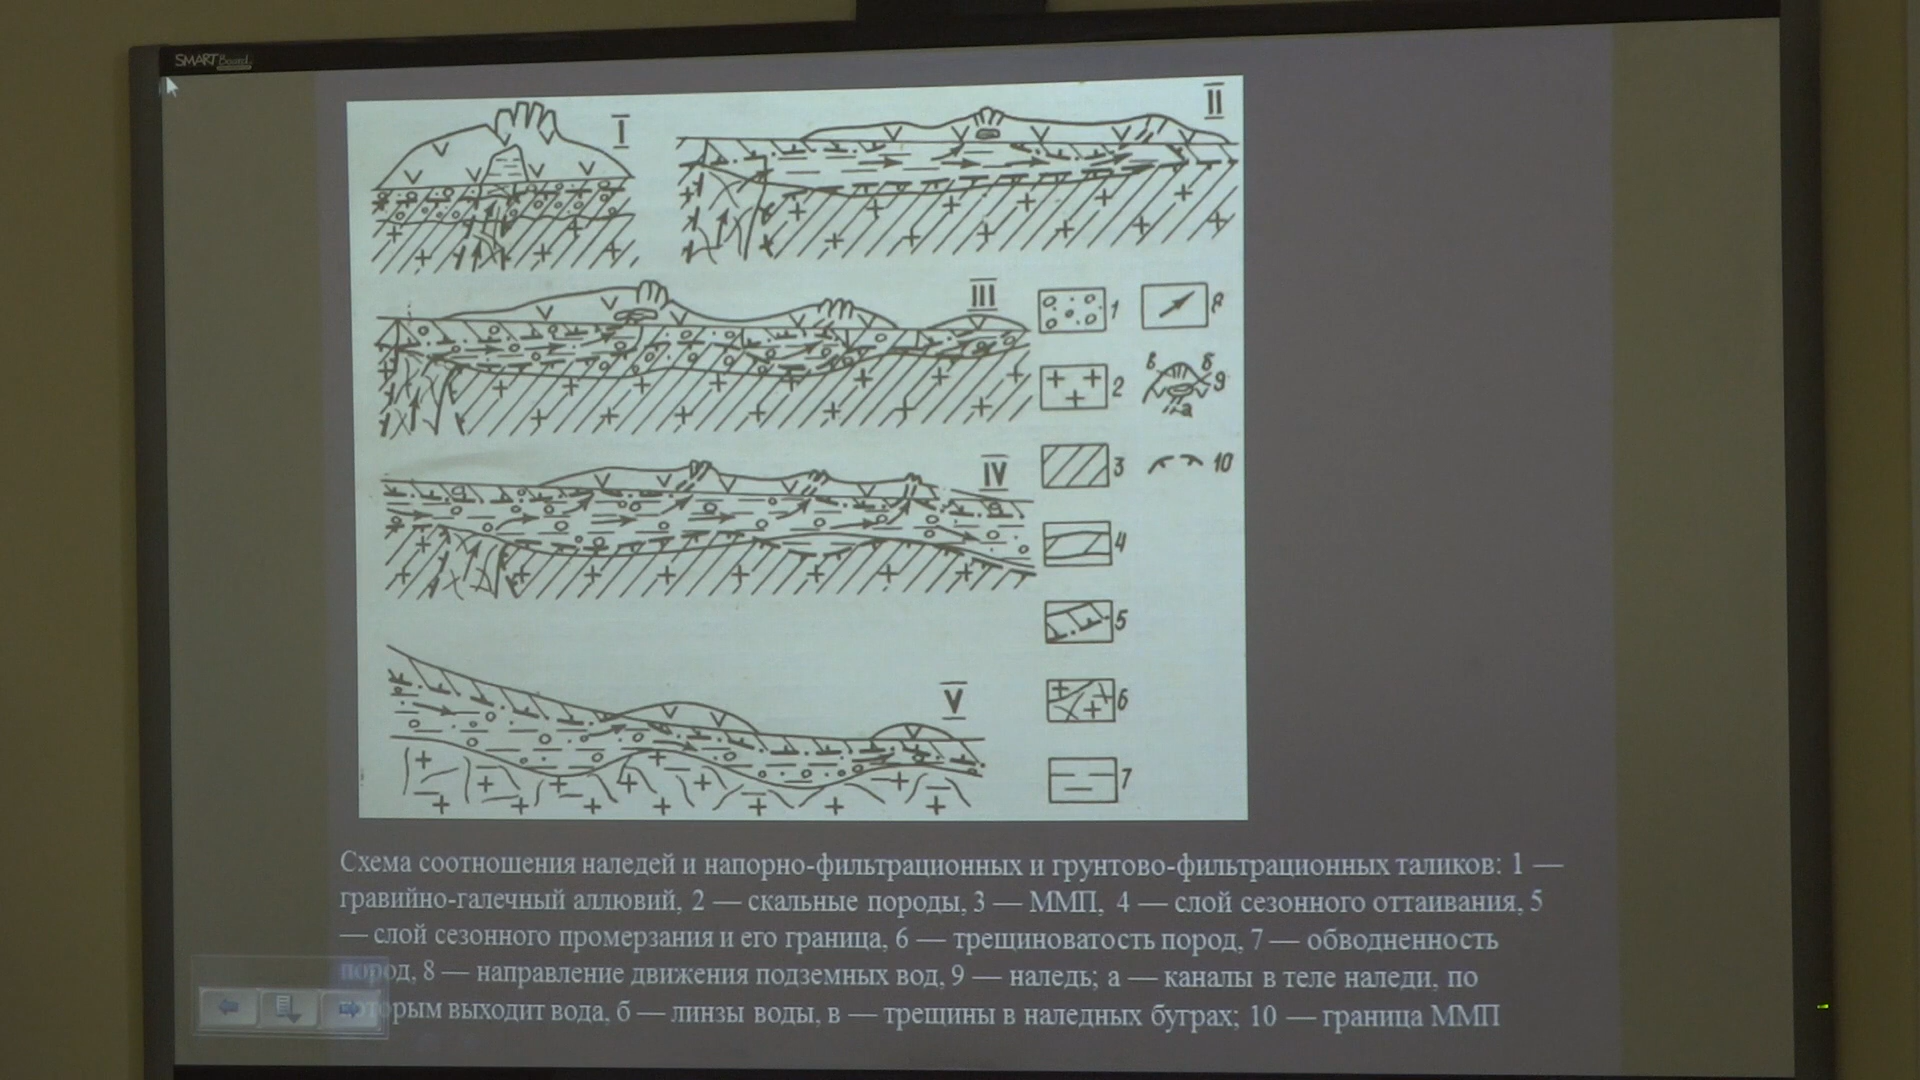 SMART Board
I
II
III
1
8
2
в б
9
а
3
10
IV
4
5
V
6
7
Схема соотношения наледей и напорно-фильтрационных и грунтово-фильтрационных таликов: 1 —
гравийно-галечный аллювий, 2 — скальные породы, 3 — ММП, 4 — слой сезонного оттаивания, 5
— слой сезонного промерзания и его граница, 6 — трещиноватость пород, 7 — обводненность
пород, 8 — направление движения подземных вод, 9 — наледь; а — каналы в теле наледи, по
которым выходит вода, б — линзы воды, в — трещины в наледных буграх; 10 — граница ММП